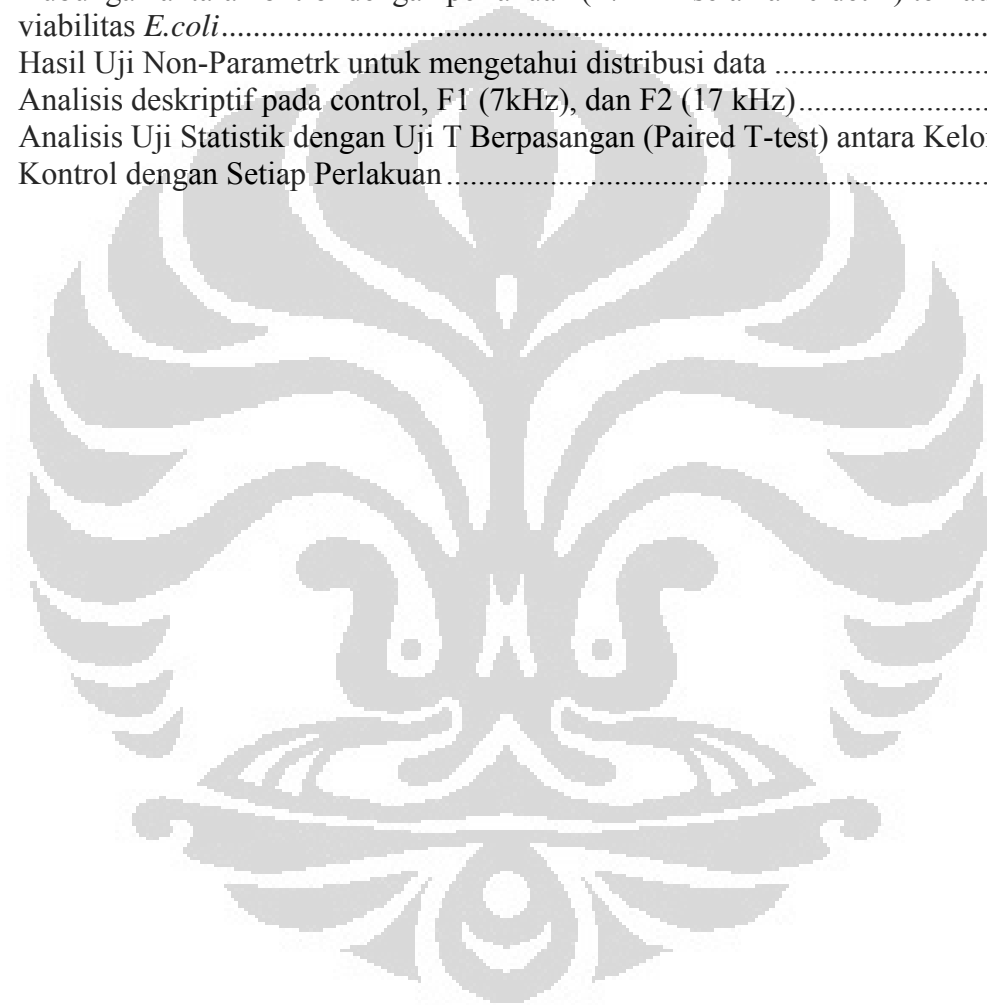 viabilitas E.coli........................................................................................
Hasil Uji Non-Parametrk untuk mengetahui distribusi data ........................
Analisis deskriptif pada control, F1 (7kHz), dan F2 (17 kHz)......................
Analisis Uji Statistik dengan Uji T Berpasangan (Paired T-test) antara
Kontrol dengan Setiap Perlakuan ..............................................................